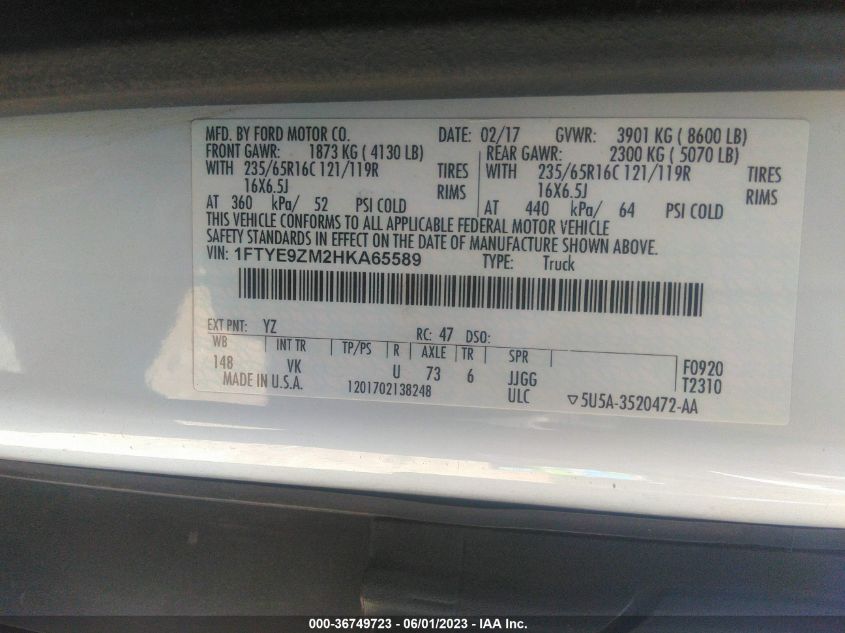 MFD. BY FORD MOTOR CO. DATE: 02/17 GVWR: 3901 KG ( 8600 LB)
FRONT GAWR: 1873 KG ( 4130 LB) REAR GAWR: 2300 KG ( 5070 LB)
WITH 235/65R16C 121/119R TIRES WITH 235/65R16C 121/119R TIRES
16X6.5J RIMS 16X6.5J RIMS
AT 360 kPa/ 52 PSI COLD AT 440 kPa/ 64 PSI COLD
THIS VEHICLE CONFORMS TO ALL APPLICABLE FEDERAL MOTOR VEHICLE
SAFETY STANDARDS IN EFFECT ON THE DATE OF MANUFACTURE SHOWN ABOVE.
VIN: 1FTYE9ZM2HKA65589 TYPE: Truck
EXT PNT: YZ RC: 47 DSO:
WB INT TR TP/PS R AXLE TR SPR F0920
148 VK U 73 6 JJGG T2310
MADE IN U.S.A. 1201702138248 ULC ▽5U5A-3520472-AA
000-36749723 - 06/01/2023 - IAA Inc.